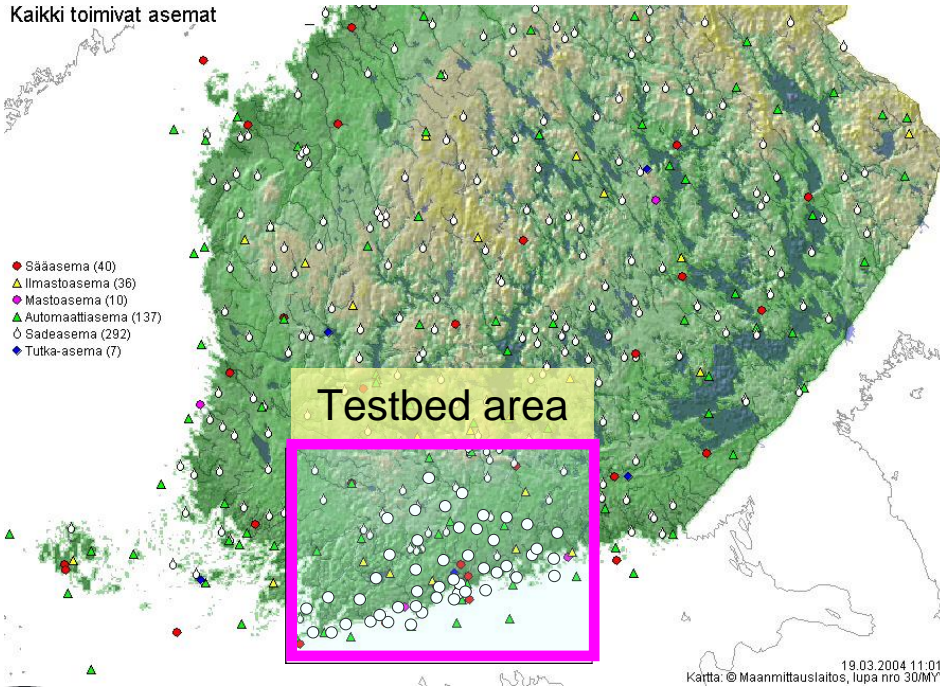 Kaikki toimivat asemat
Sääasema (40)
Ilmastoasema (36)
Mastoasema (10)
Automaattiasema (137)
Sadeasema (292)
Tutka-asema (7)
Testbed area
19.03.2004 11:01
Kartta: © Maanmittauslaitos, lupa nro 30/MY